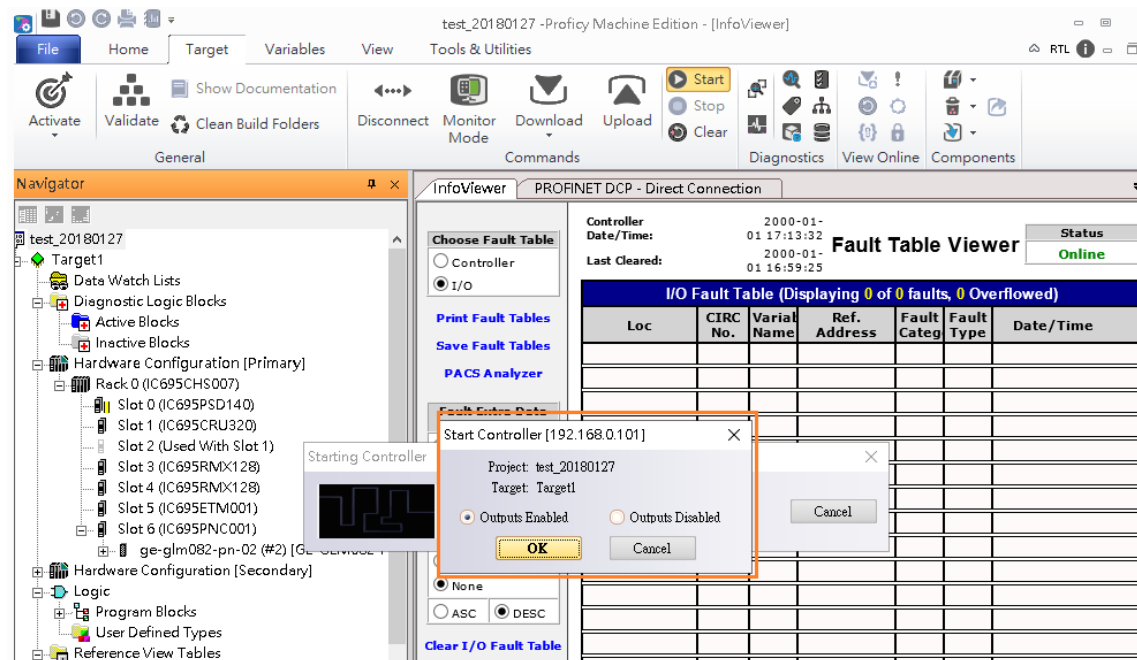 test_20180127 -Proficy Machine Edition - [InfoViewer]
File Home Target Variables View Tools & Utilities RTL
Activate
Validate
Show Documentation
Clean Build Folders
General
Disconnect
Monitor Mode
Download
Upload
Start
Stop
Clear
Commands
Diagnostics
View Online
Components
Navigator
test_20180127
Target1
Data Watch Lists
Diagnostic Logic Blocks
Active Blocks
Inactive Blocks
Hardware Configuration [Primary]
Rack 0 (IC695CHS007)
Slot 0 (IC695PSD140)
Slot 1 (IC695CRU320)
Slot 2 (Used With Slot 1)
Slot 3 (IC695RMX128)
Slot 4 (IC695RMX128)
Slot 5 (IC695ETM001)
Slot 6 (IC695PNC001)
ge-glm082-pn-02 (#2)
Hardware Configuration [Secondary]
Logic
Program Blocks
User Defined Types
Reference View Tables
InfoViewer
PROFINET DCP - Direct Connection
Choose Fault Table
Controller
I/O
Print Fault Tables
Save Fault Tables
PACS Analyzer
Fault Extra Data
None
ASC DESC
Clear I/O Fault Table
Controller Date/Time:
2000-01-
01 17:13:32
Last Cleared:
2000-01-
01 16:59:25
Fault Table Viewer
Status
Online
I/O Fault Table (Displaying 0 of 0 faults, 0 Overflowed)
Loc
CIRC No.
Variab Name
Ref. Address
Fault Categ
Fault Type
Date/Time
Starting Controller
Cancel
Start Controller [192.168.0.101]
Project: test_20180127
Target: Target1
Outputs Enabled
Outputs Disabled
OK
Cancel